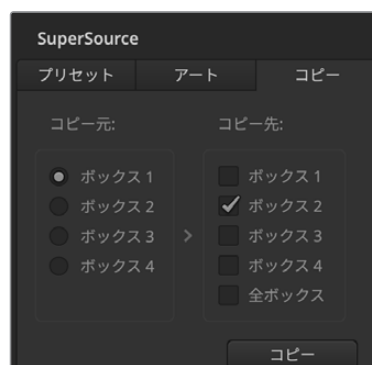 SuperSource
プリセット アート コピー
コピー元: コピー先:
ボックス 1 ボックス 1
ボックス 2 ボックス 2
ボックス 3 ボックス 3
ボックス 4 ボックス 4
全ボックス
コピー